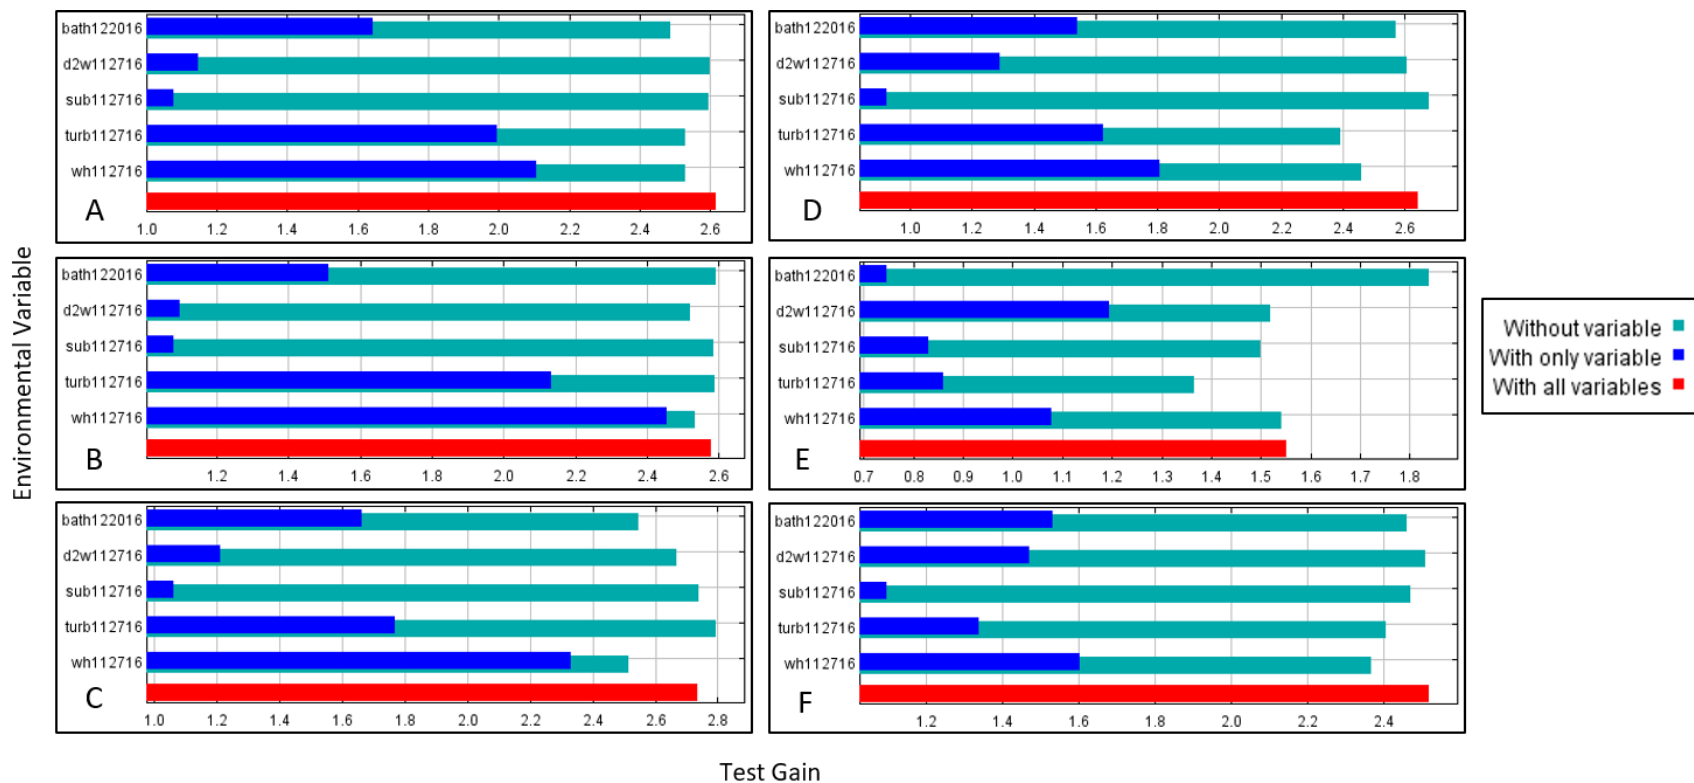 Environmental Variable
bath122016
d2w112716
sub112716
turb112716
wh112716
A
1.0 1.2 1.4 1.6 1.8 2.0 2.2 2.4 2.6
bath122016
d2w112716
sub112716
turb112716
wh112716
B
1.2 1.4 1.6 1.8 2.0 2.2 2.4 2.6
bath122016
d2w112716
sub112716
turb112716
wh112716
C
1.0 1.2 1.4 1.6 1.8 2.0 2.2 2.4 2.6 2.8
bath122016
d2w112716
sub112716
turb112716
wh112716
D
1.0 1.2 1.4 1.6 1.8 2.0 2.2 2.4 2.6
bath122016
d2w112716
sub112716
turb112716
wh112716
E
0.7 0.8 0.9 1.0 1.1 1.2 1.3 1.4 1.5 1.6 1.7 1.8
bath122016
d2w112716
sub112716
turb112716
wh112716
F
1.2 1.4 1.6 1.8 2.0 2.2 2.4
Without variable
With only variable
With all variables
Test Gain